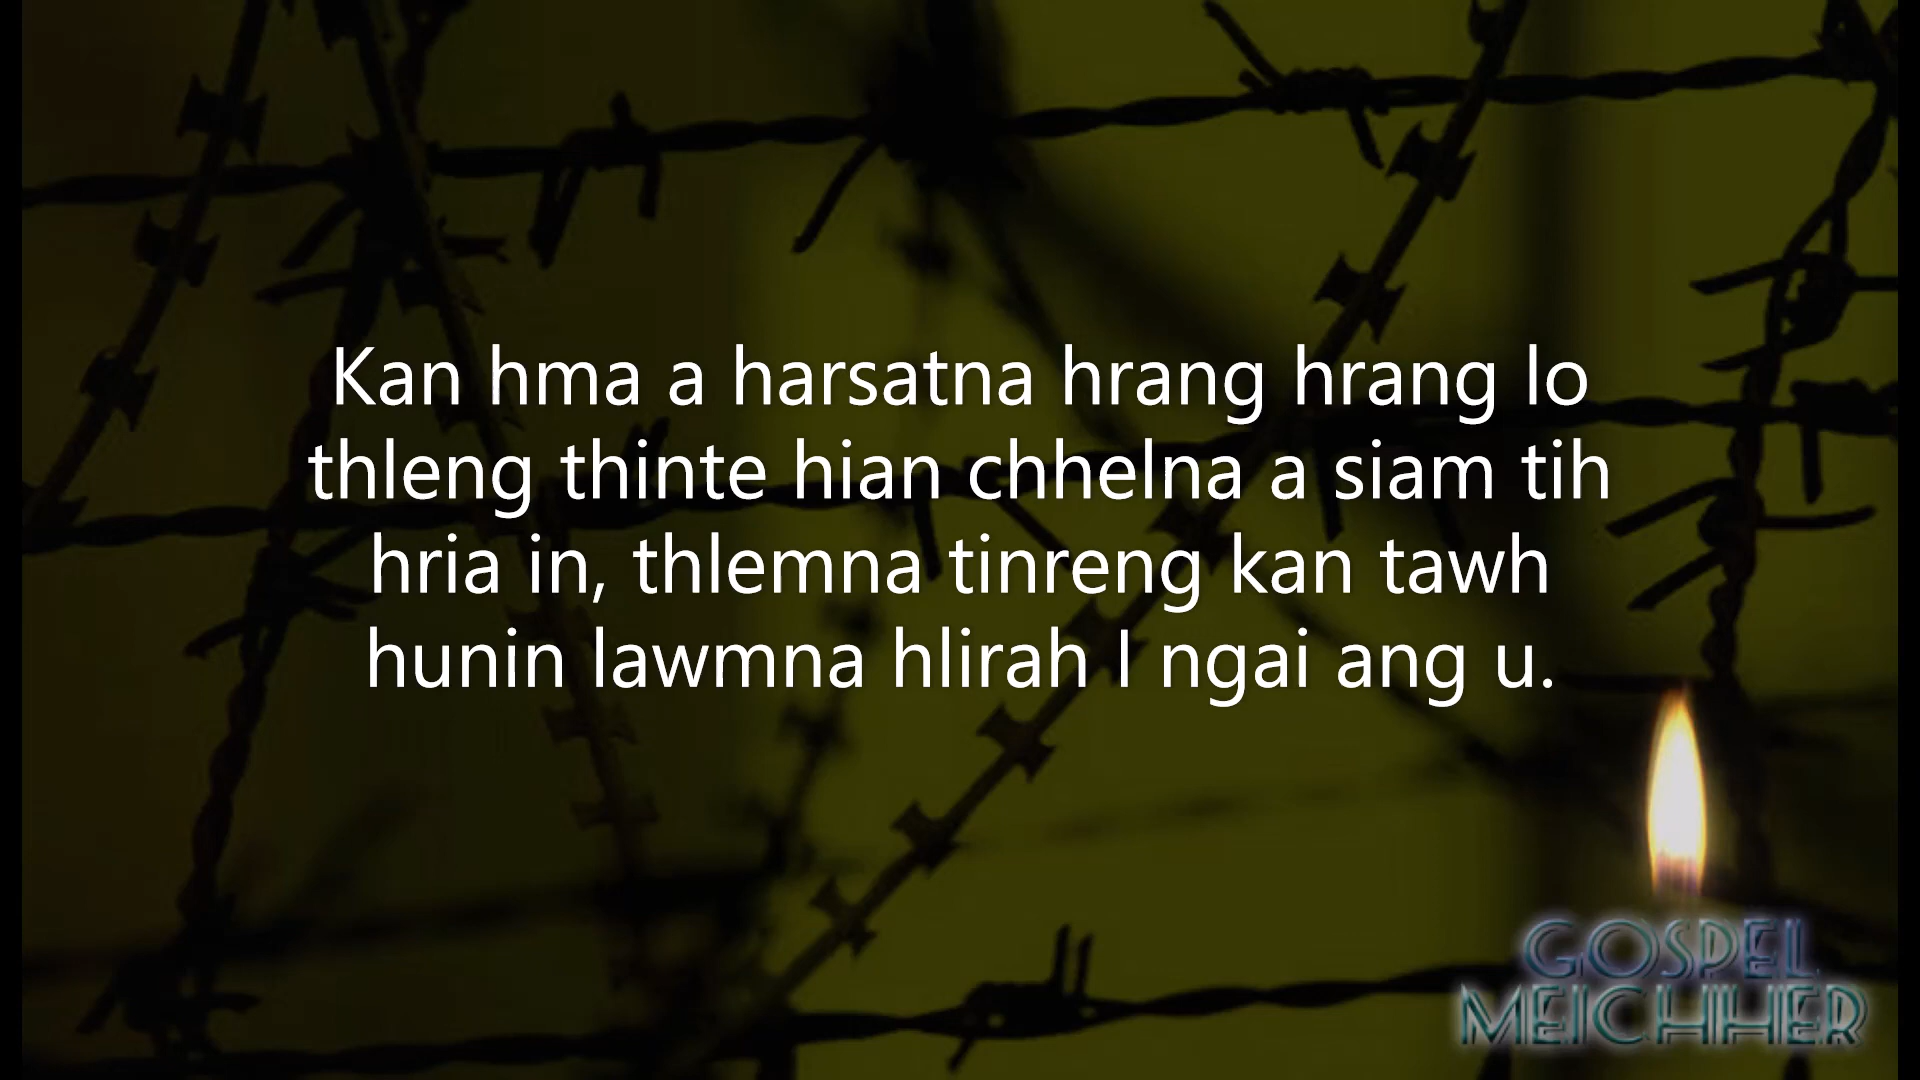 Kan hma a harsatna hrang hrang lo
thleng thinte hian chhelna a siam tih
hria in, thlemna tinreng kan tawh
hunin lawmna hlirah I ngai ang u.
GOSPEL
MEICHHER